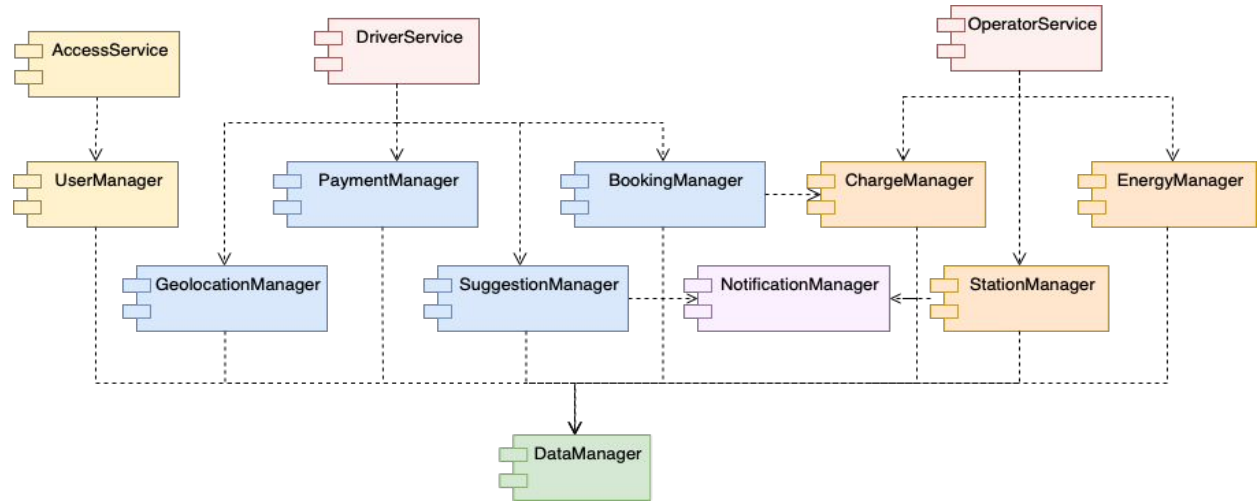 AccessService
DriverService
OperatorService
UserManager
PaymentManager
BookingManager
ChargeManager
EnergyManager
GeolocationManager
SuggestionManager
NotificationManager
StationManager
DataManager